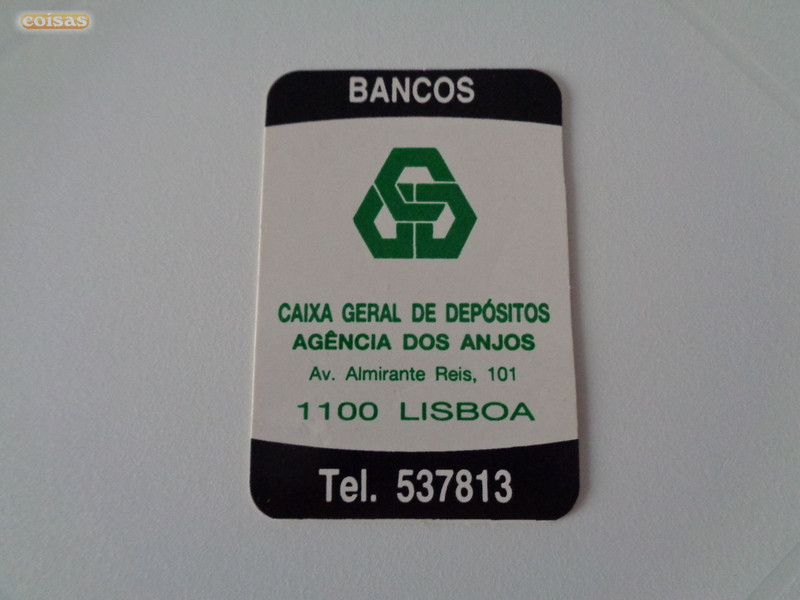 coisas
BANCOS
CAIXA GERAL DE DEPÓSITOS
AGÊNCIA DOS ANJOS
Av. Almirante Reis, 101
1100 LISBOA
Tel. 537813